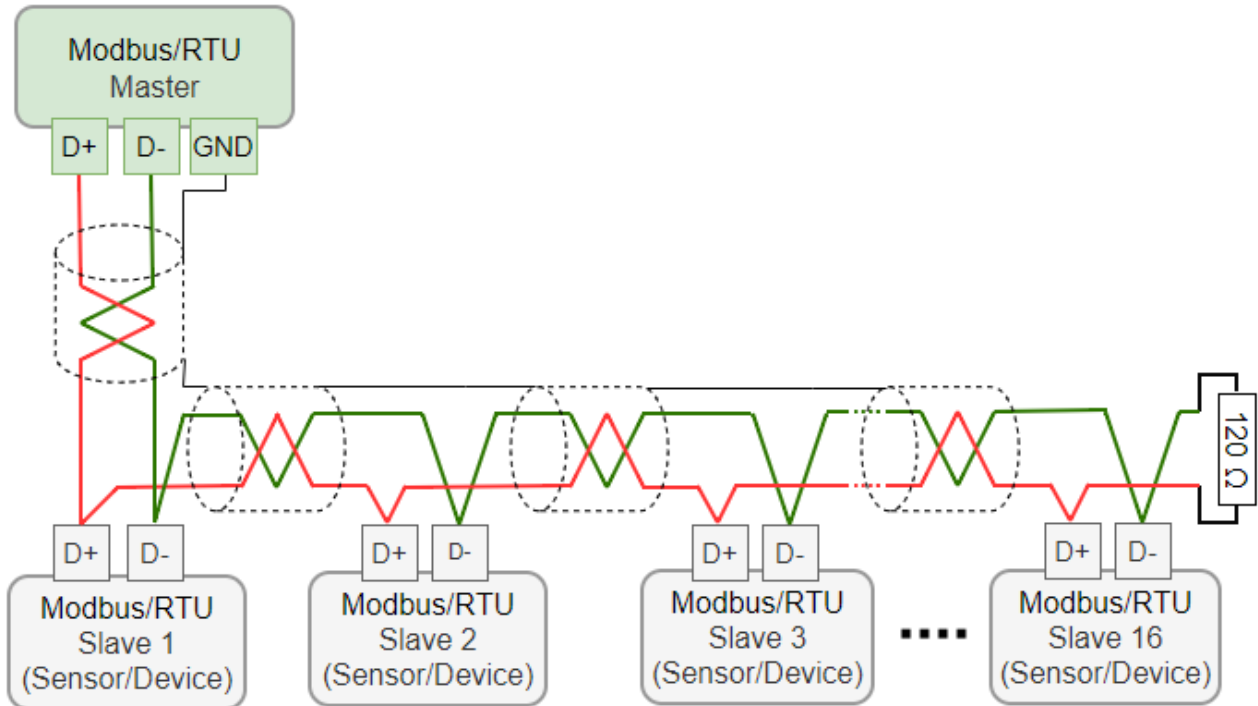 Modbus/RTU
Master
D+ D- GND
120 Ω
D+ D- D+ D- D+ D- D+ D-
Modbus/RTU
Slave 1
(Sensor/Device)
Modbus/RTU
Slave 2
(Sensor/Device)
Modbus/RTU
Slave 3
(Sensor/Device)
Modbus/RTU
Slave 16
(Sensor/Device)